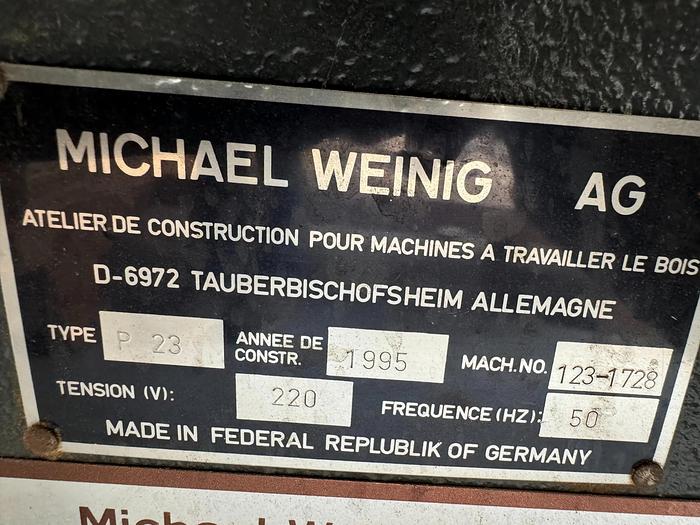 MICHAEL WEINIG AG
ATELIER DE CONSTRUCTION POUR MACHINES A TRAVAILLER LE BOIS
D-6972 TAUBERBISCHOFSHEIM ALLEMAGNE
TYPE P 23 ANNEE DE CONSTR. 1995 MACH.NO. 123-1728
TENSION (V): 220 FREQUENCE (HZ): 50
MADE IN FEDERAL REPLUBLIK OF GERMANY
Michael W